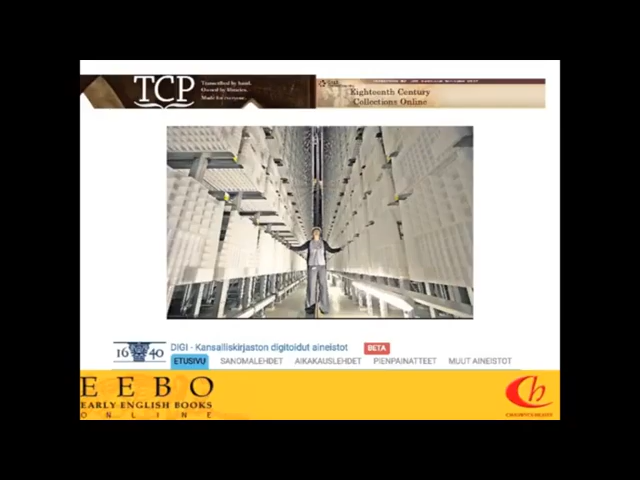 TCP
Transcribed by hand.
Owned by libraries.
Made for everyone.
Eighteenth Century
Collections Online
1640
DIGI - Kansalliskirjaston digitoidut aineistot
BETA
ETUSIVU SANOMALEHDET AIKAKAUSLEHDET PIENPAINATTEET MUUT AINEISTOT
EEBO
EARLY ENGLISH BOOKS
ONLINE